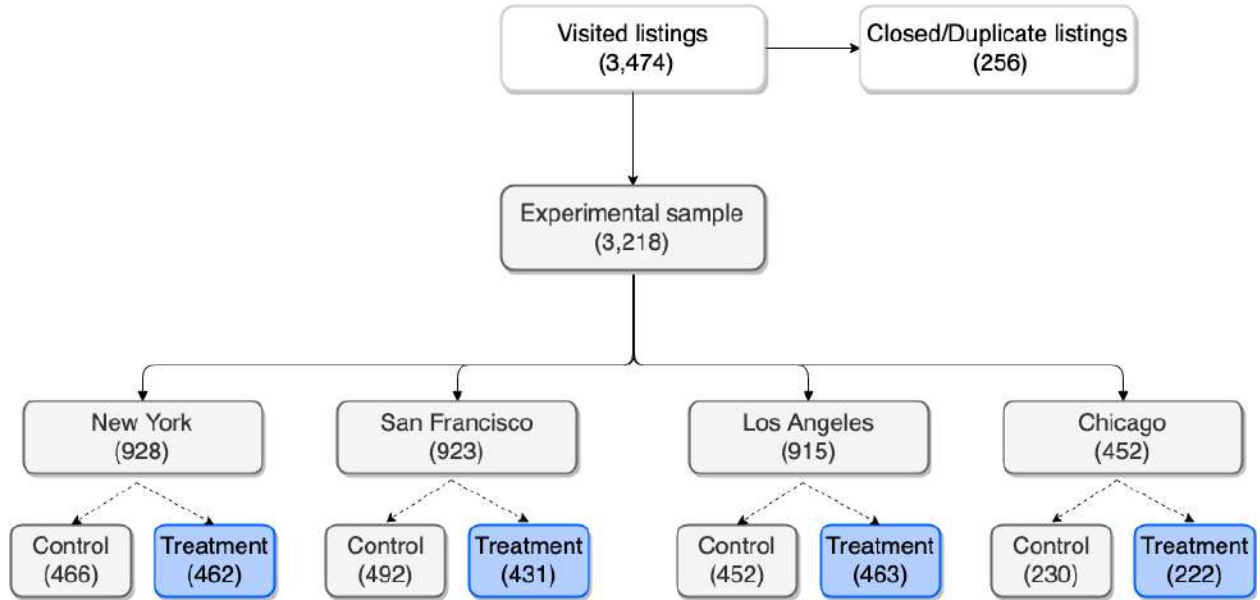 Visited listings
(3,474)
Closed/Duplicate listings
(256)
Experimental sample
(3,218)
New York
(928)
San Francisco
(923)
Los Angeles
(915)
Chicago
(452)
Control
(466)
Treatment
(462)
Control
(492)
Treatment
(431)
Control
(452)
Treatment
(463)
Control
(230)
Treatment
(222)